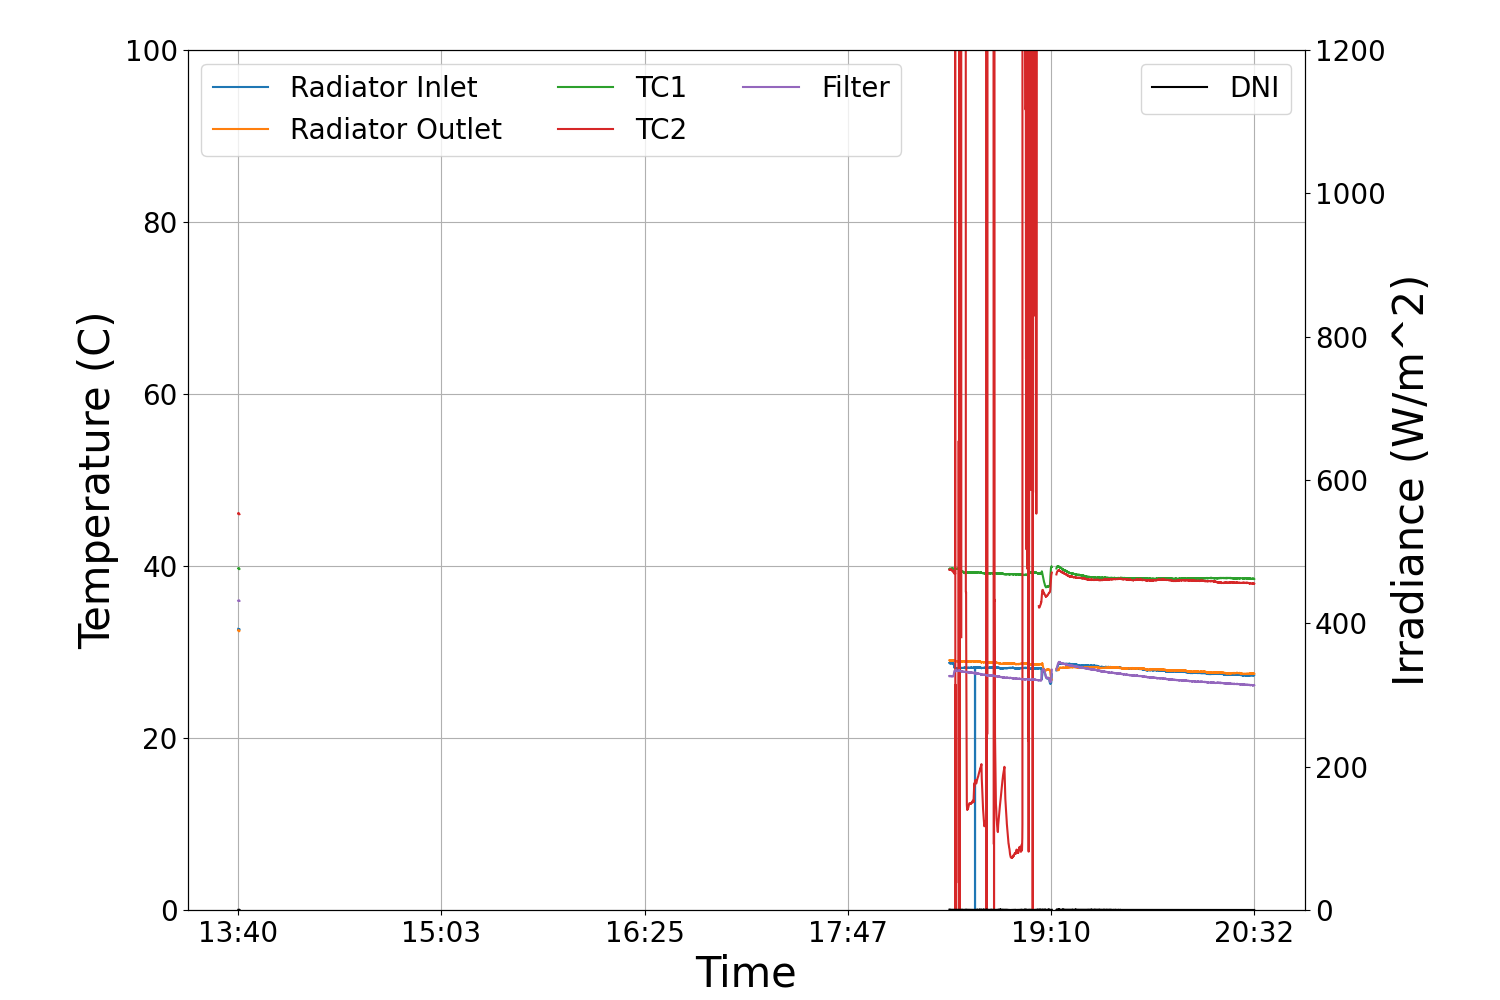 Radiator Inlet
Radiator Outlet
TC1
TC2
Filter
DNI
Temperature (C)
100
80
60
40
20
0
Irradiance (W/m^2)
1200
1000
800
600
400
200
0
13:40 15:03 16:25 17:47 19:10 20:32
Time